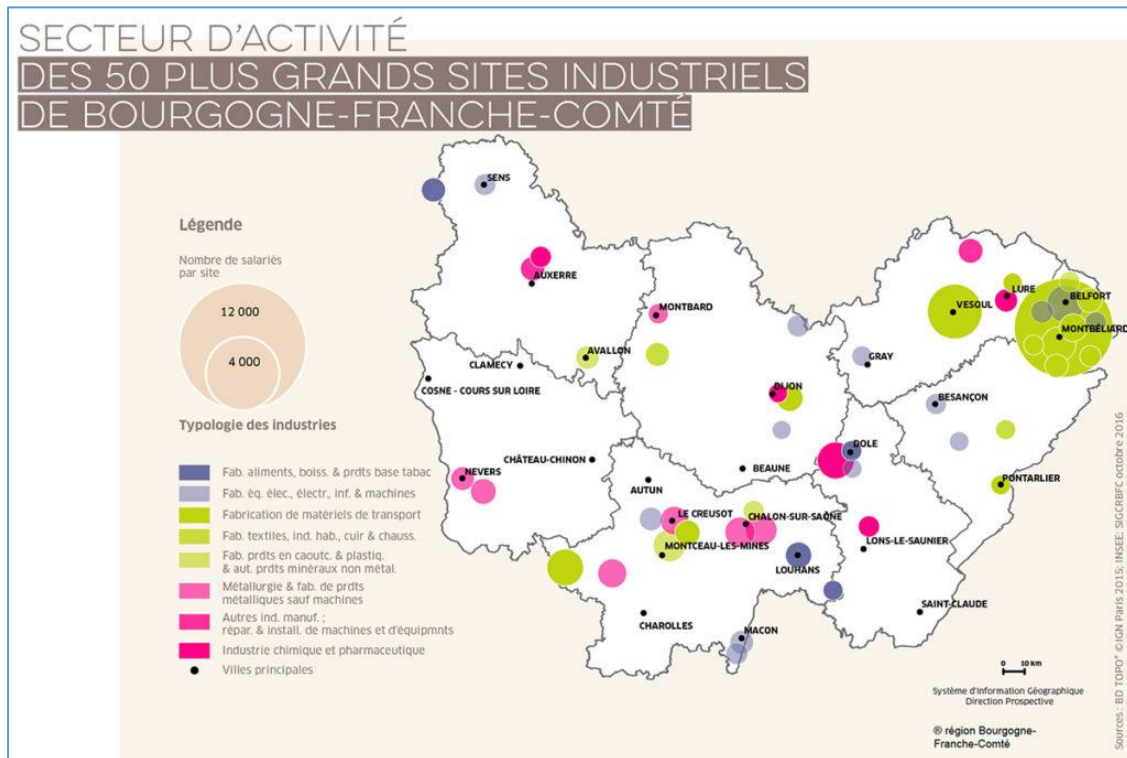 SECTEUR D'ACTIVITÉ
DES 50 PLUS GRANDS SITES INDUSTRIELS
DE BOURGOGNE-FRANCHE-COMTÉ
Légende
Nombre de salariés
par site
12 000
4 000
Typologie des industries
Fab. aliments, boiss. & prdts base tabac
Fab. éq. élec., électr., inf. & machines
Fabrication de matériels de transport
Fab. textiles, ind. hab., cuir & chauss.
Fab. prdts en caoutc. & plastiq.
& aut. prdts minéraux non métal.
Métallurgie & fab. de prdts
métalliques sauf machines
Autres ind. manuf. ;
répar. & install. de machines et d'équipmnts
Industrie chimique et pharmaceutique
Villes principales
SENS
AUXERRE
MONTBARD
AVALLON
CLAMECY
COSNE - COURS SUR LOIRE
CHÂTEAU-CHINON
NEVERS
DIJON
BEAUNE
AUTUN
LE CREUSOT
CHALON-SUR-SAÔNE
MONTCEAU-LES-MINES
LOUHANS
CHAROLLES
MACON
VESOUL
LURE
BELFORT
MONTBÉLIARD
GRAY
BESANÇON
DOLE
PONTARLIER
LONS-LE-SAUNIER
SAINT-CLAUDE
0 10 km
Système d'Information Géographique
Direction Prospective
® région Bourgogne-
Franche-Comté
Sources : BD TOPO® © IGN Paris 2015; INSEE, SIGCRBFC octobre 2016